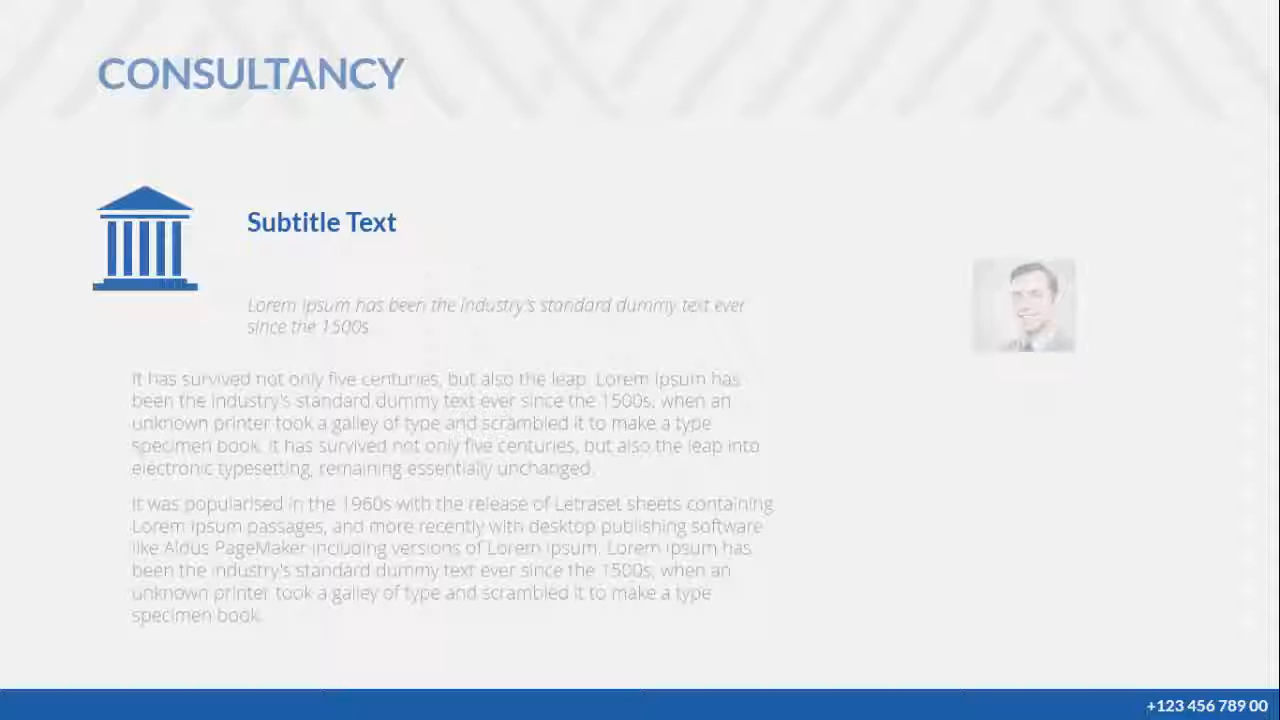 CONSULTANCY
Subtitle Text
Lorem Ipsum has been the industry's standard dummy text ever
since the 1500s
It has survived not only five centuries, but also the leap. Lorem Ipsum has
been the industry's standard dummy text ever since the 1500s, when an
unknown printer took a galley of type and scrambled it to make a type
specimen book. It has survived not only five centuries, but also the leap into
electronic typesetting, remaining essentially unchanged.
It was popularised in the 1960s with the release of Letraset sheets containing
Lorem Ipsum passages, and more recently with desktop publishing software
like Aldus PageMaker including versions of Lorem Ipsum. Lorem Ipsum has
been the industry's standard dummy text ever since the 1500s, when an
unknown printer took a galley of type and scrambled it to make a type
specimen book.
+123 456 789 00